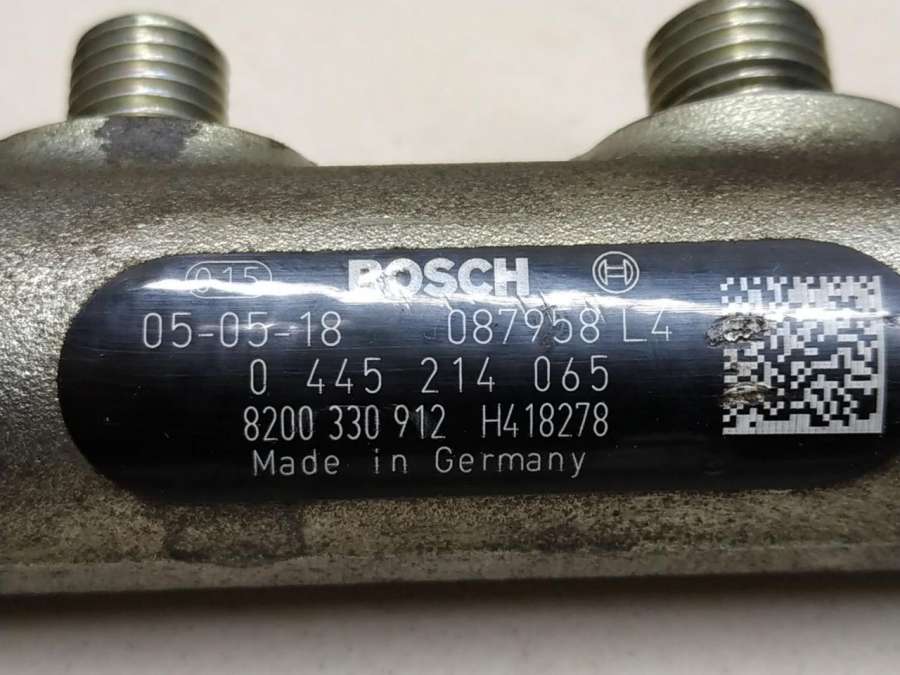 015 BOSCH
05-05-18 087958 L4
0 445 214 065
8200 330 912 H418278
Made in Germany